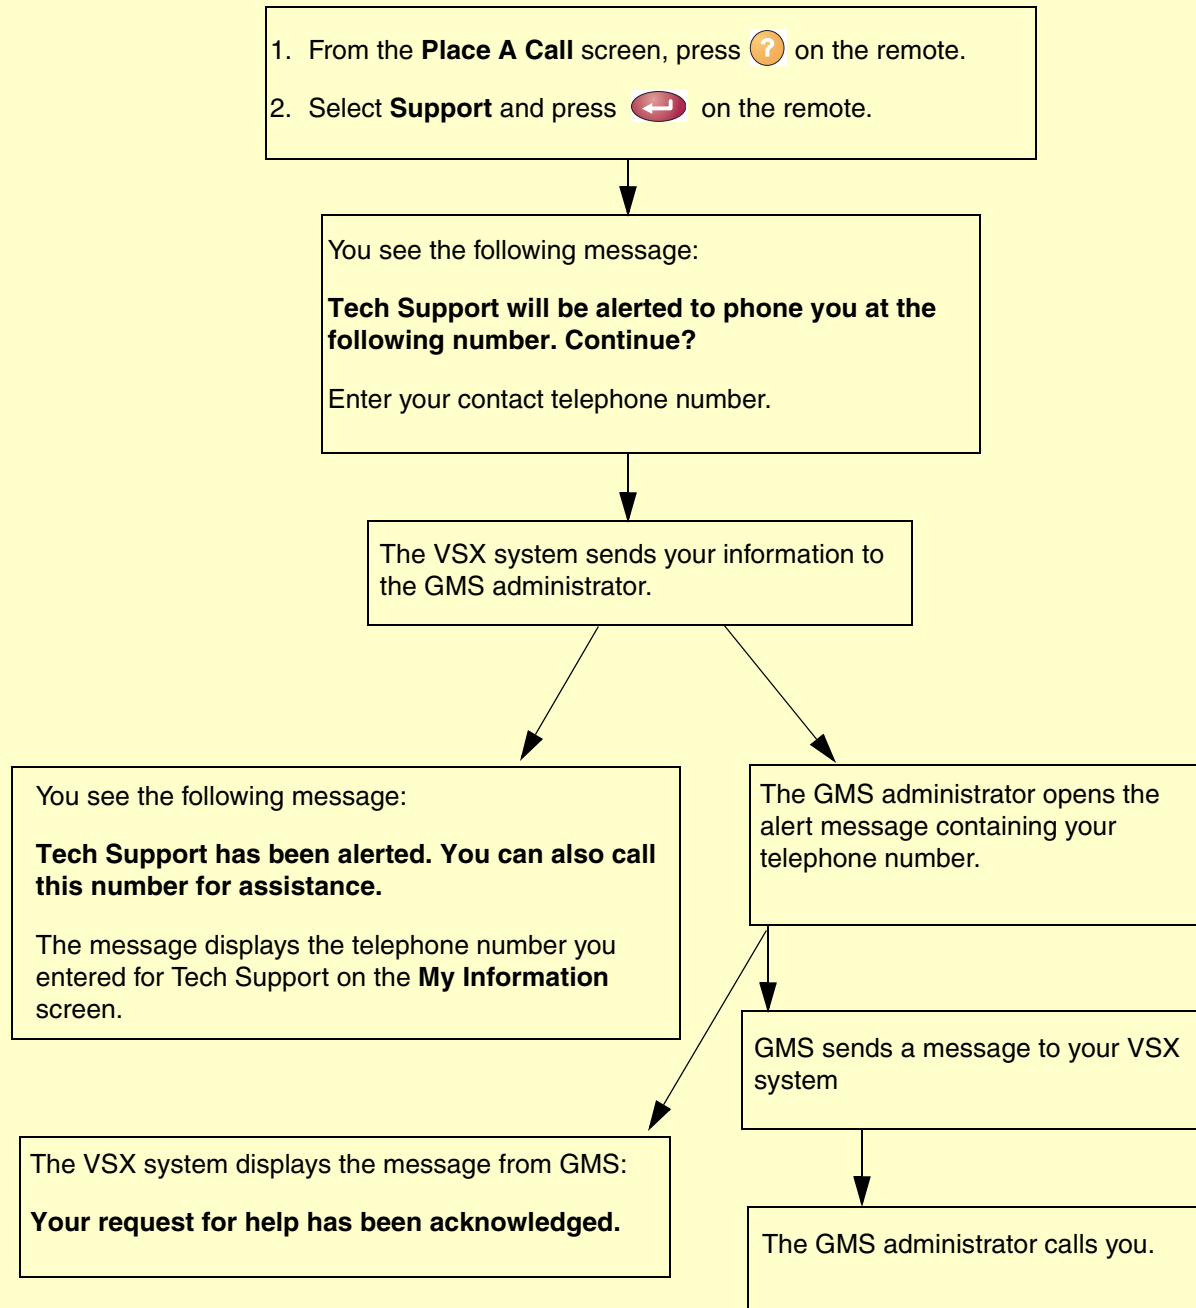 1. From the Place A Call screen, press ? on the remote.
2. Select Support and press on the remote.
You see the following message:
Tech Support will be alerted to phone you at the
following number. Continue?
Enter your contact telephone number.
The VSX system sends your information to
the GMS administrator.
You see the following message:
Tech Support has been alerted. You can also call
this number for assistance.
The message displays the telephone number you
entered for Tech Support on the My Information
screen.
The GMS administrator opens the
alert message containing your
telephone number.
GMS sends a message to your VSX
system
The VSX system displays the message from GMS:
Your request for help has been acknowledged.
The GMS administrator calls you.